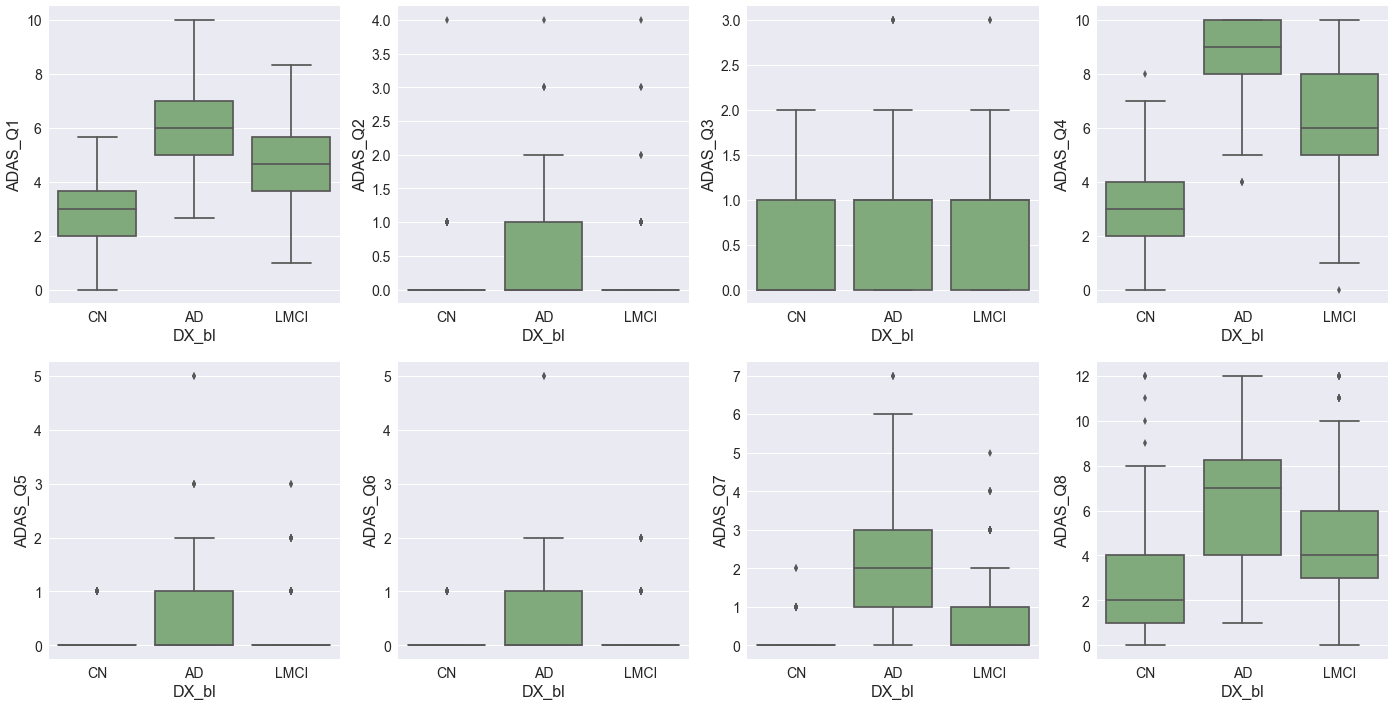 ADAS_Q1
10
8
6
4
2
0
CN AD LMCI
DX_bl
ADAS_Q2
4.0
3.5
3.0
2.5
2.0
1.5
1.0
0.5
0.0
CN AD LMCI
DX_bl
ADAS_Q3
3.0
2.5
2.0
1.5
1.0
0.5
0.0
CN AD LMCI
DX_bl
ADAS_Q4
10
8
6
4
2
0
CN AD LMCI
DX_bl
ADAS_Q5
5
4
3
2
1
0
CN AD LMCI
DX_bl
ADAS_Q6
5
4
3
2
1
0
CN AD LMCI
DX_bl
ADAS_Q7
7
6
5
4
3
2
1
0
CN AD LMCI
DX_bl
ADAS_Q8
12
10
8
6
4
2
0
CN AD LMCI
DX_bl